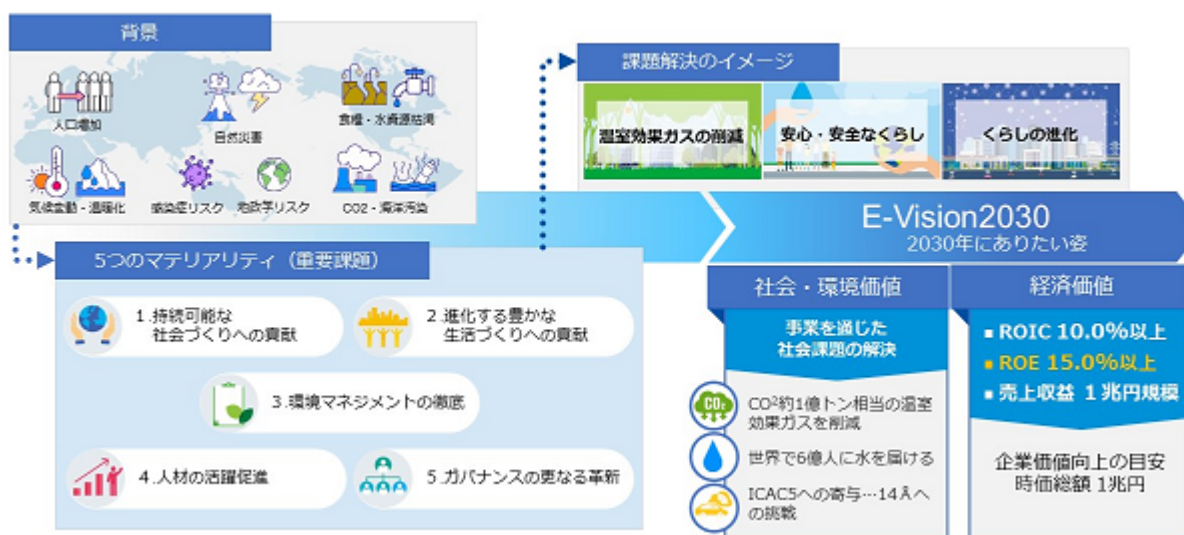 背景
人口増加
自然災害
食糧・水資源枯渇
気候変動・温暖化
感染症リスク
地政学リスク
CO2・海洋汚染
5つのマテリアリティ（重要課題）
1.持続可能な
社会づくりへの貢献
2.進化する豊かな
生活づくりへの貢献
3.環境マネジメントの徹底
4.人材の活躍促進
5.ガバナンスの更なる革新
課題解決のイメージ
温室効果ガスの削減
安心・安全なくらし
くらしの進化
E-Vision2030
2030年にありたい姿
社会・環境価値
事業を通じた
社会課題の解決
CO₂
CO²約1億トン相当の温室
効果ガスを削減
世界で6億人に水を届ける
ICAC5への寄与…14Åへ
の挑戦
経済価値
■ ROIC 10.0%以上
■ ROE 15.0%以上
■ 売上収益 1兆円規模
企業価値向上の目安
時価総額 1兆円